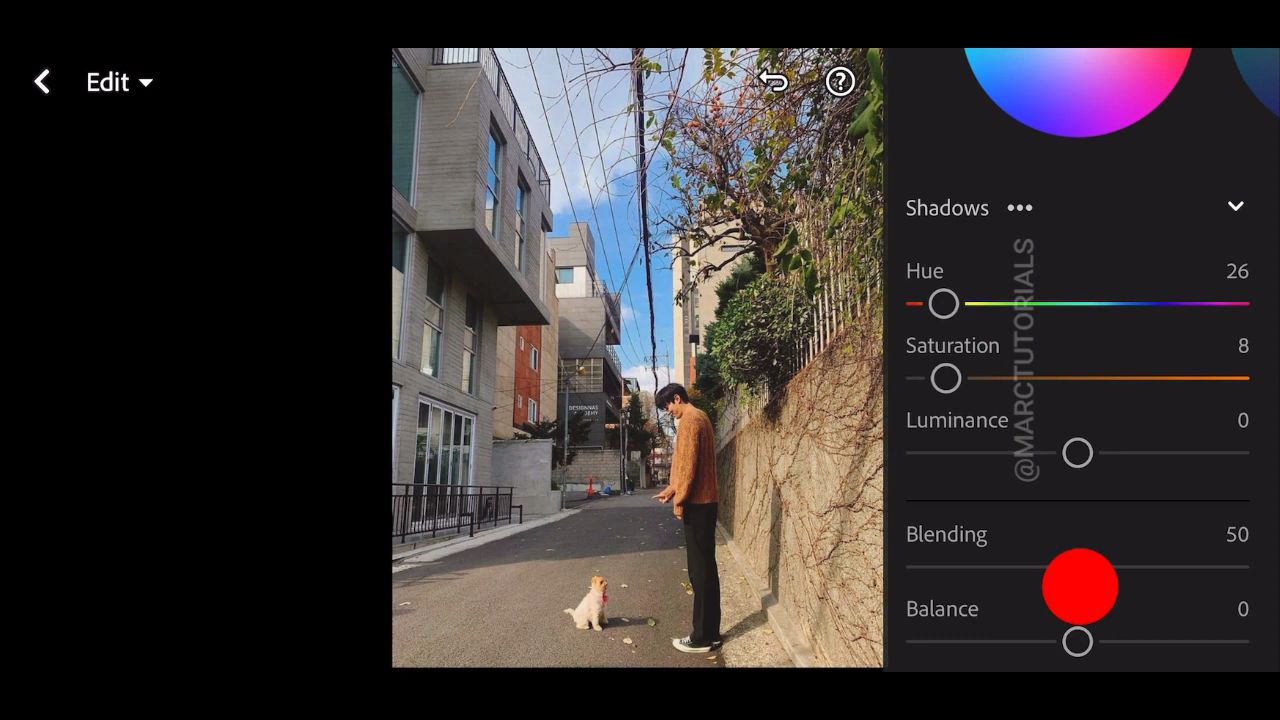 Edit
Shadows
Hue 26
Saturation 8
Luminance 0
Blending 50
Balance 0
@MARCTUTORIALS